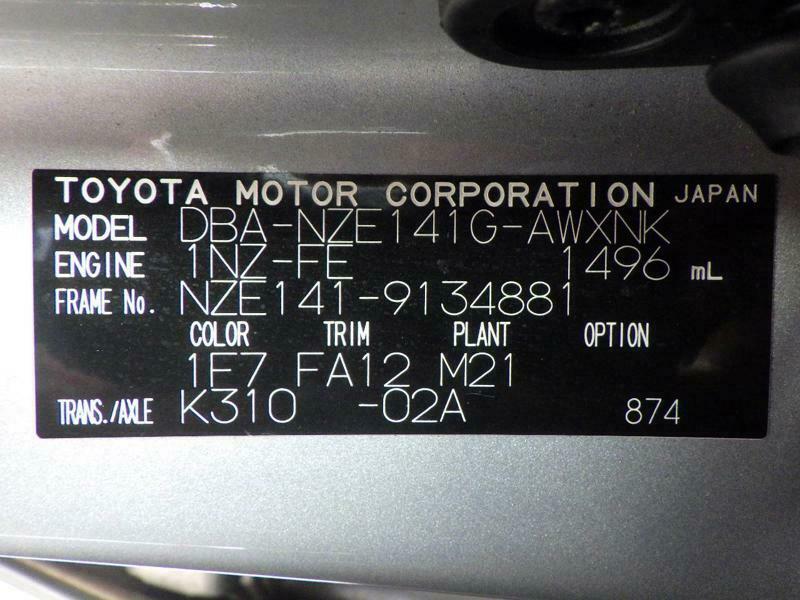 TOYOTA MOTOR CORPORATION JAPAN
MODEL DBA-NZE141G-AWXNK
ENGINE 1NZ-FE 1496 mL
FRAME No. NZE141-9134881
COLOR TRIM PLANT OPTION
1E7 FA12 M21
TRANS./AXLE K310 -02A 874